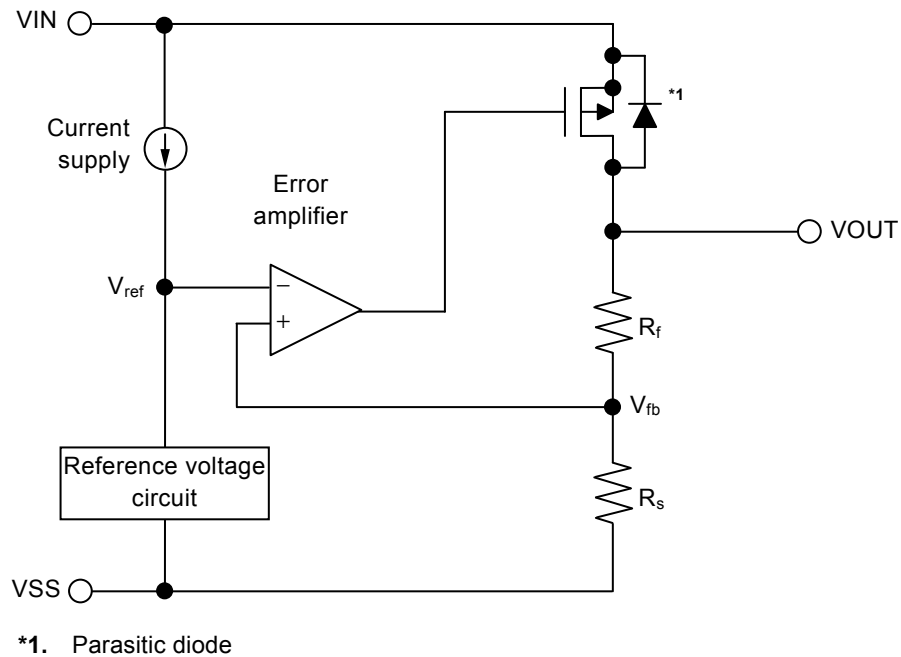 VIN
*1
Current
supply
Error
amplifier
VOUT
Vref
−
+
Rf
Vfb
Reference voltage
circuit
Rs
VSS
*1. Parasitic diode